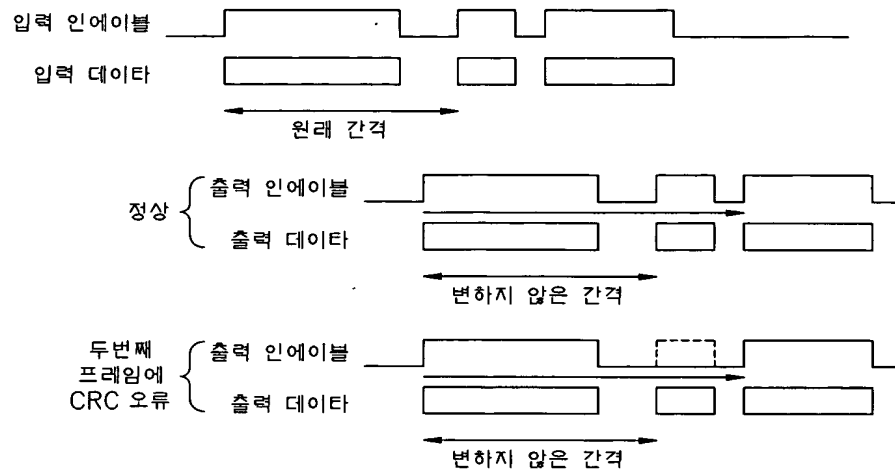 입력 인에이블
입력 데이타
원래 간격
출력 인에이블
정상
출력 데이타
변하지 않은 간격
두번째
프레임에
CRC 오류
출력 인에이블
출력 데이타
변하지 않은 간격